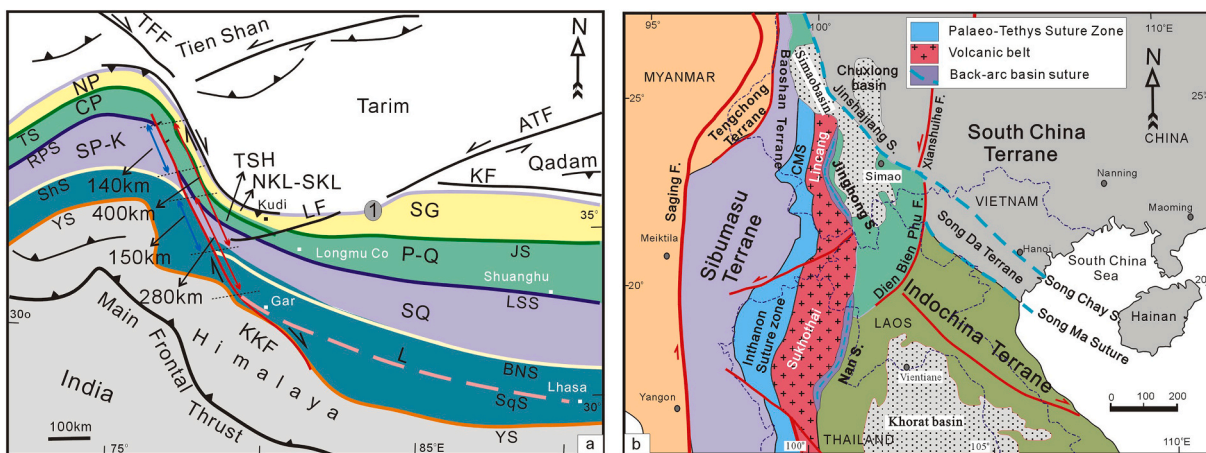 TFF
Tien Shan
N
NP
Tarim
CP
TS
RPS
ATF
SP-K
TSH
Qadam
140km
NKL-SKL
KF
ShS
Kudi
LF
1
400km
SG
35°
YS
Longmu Co
JS
150km
P-Q
Shuanghu
LSS
280km
Gar
SQ
30o
Main
Frontal
Thrust
Himalaya
KKF
L
BNS
Lhasa
India
SqS
30°
YS
100km
75°
85°E
a
95°
100°
110°E
Palaeo-Tethys Suture Zone
Volcanic belt
Back-arc basin suture
N
CHINA
MYANMAR
Baoshan Terrane
Simaobasin
Chuxiong
basin
Jinshajiang S.
25°
25°
Tengchong
Terrane
Xianshuihe F.
South China
Terrane
CMS
Lincang
Simao
Nanning
Jinghong S.
Saging F.
VIETNAM
Maoming
Meiktila
Sibumasu
Terrane
Dien Bien Phu F.
Song Da Terrane
Hanoi
South China
Sea
20°
20°
Song Chay S.
Song Ma Suture
Hainan
Inthanon
Suture zone
Sukhothai
LAOS
Indochina Terrane
Nan S.
Vientiane
Yangon
Khorat basin
0
100
200
b
100°
THAILAND
105°
110°E